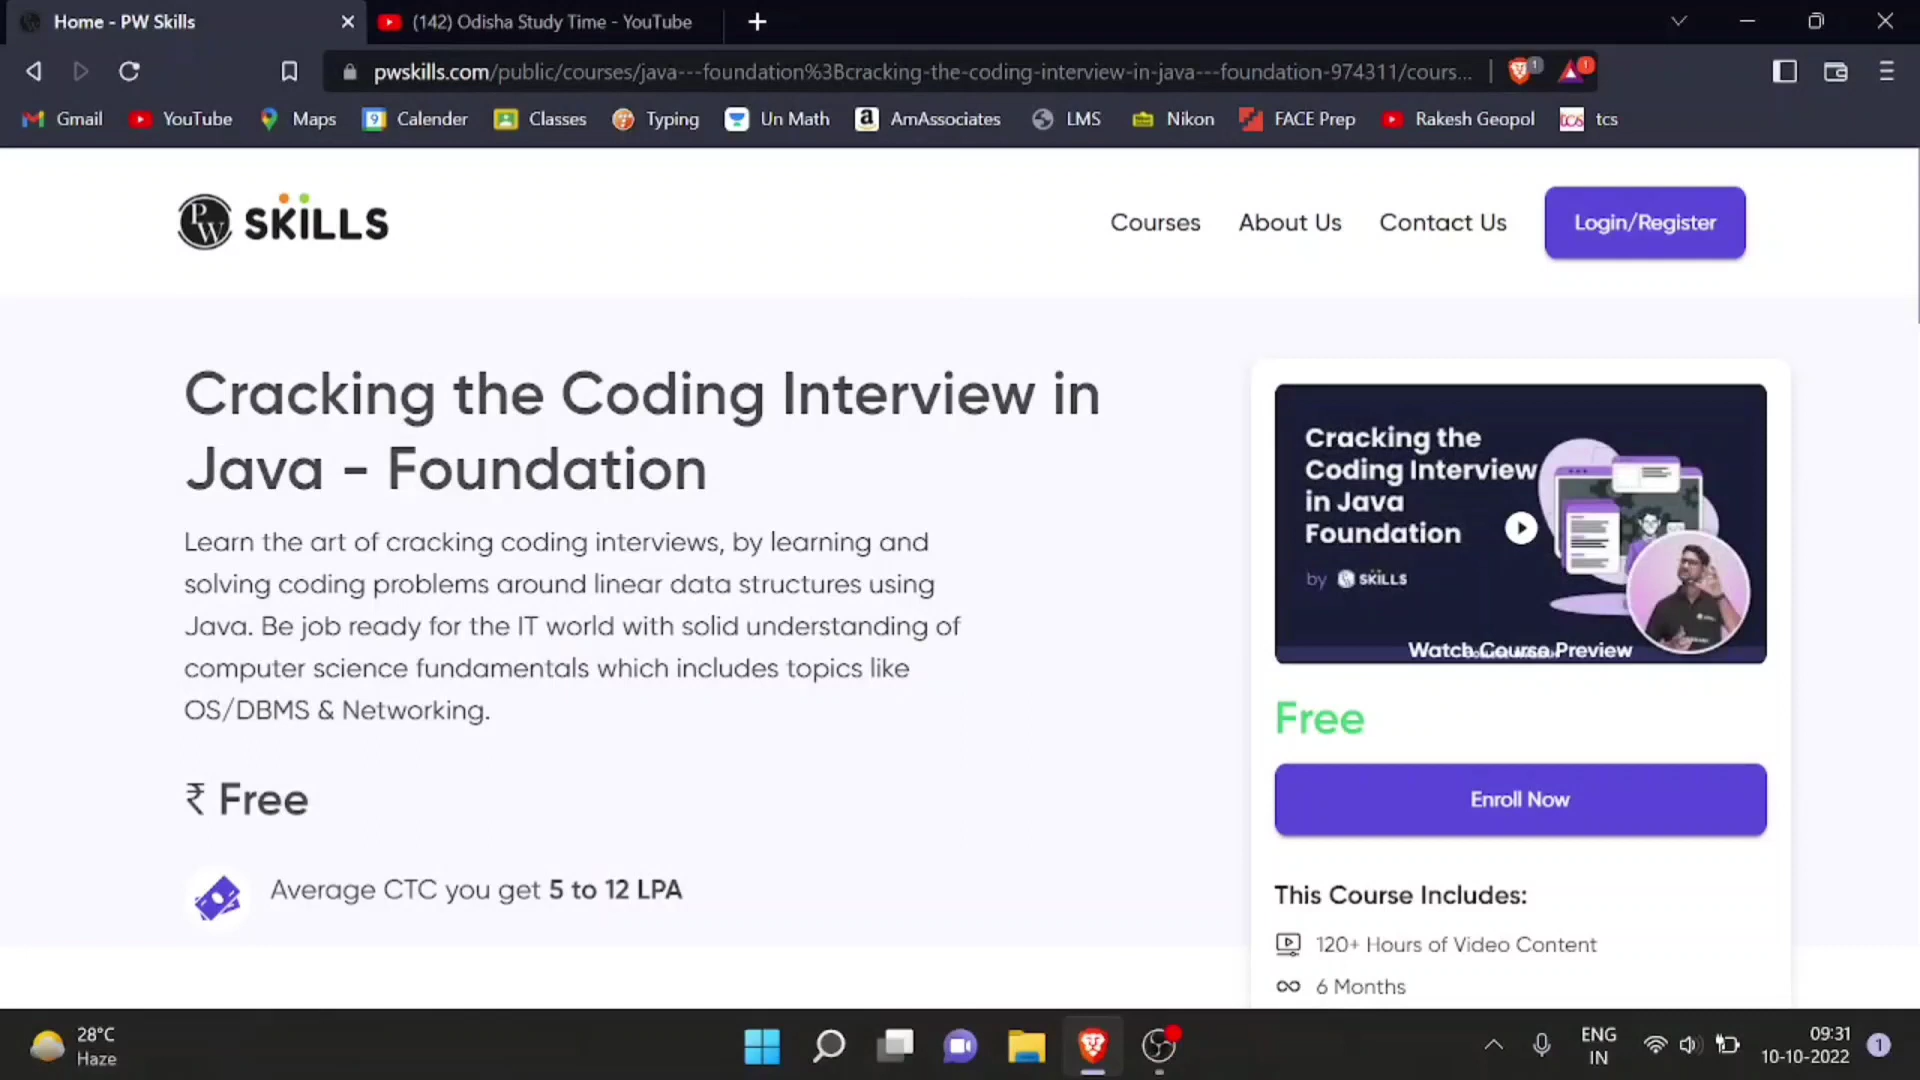 Home - PW Skills
(142) Odisha Study Time - YouTube
pwskills.com/public/courses/java---foundation%3Bcracking-the-coding-interview-in-java---foundation-974311/cours...
1
1
Gmail
YouTube
Maps
9
Calender
Classes
Typing
Un Math
a
AmAssociates
LMS
Nikon
FACE Prep
Rakesh Geopol
tcs
tcs
PW SKiLLS
Courses
About Us
Contact Us
Login/Register
Cracking the Coding Interview in
Java - Foundation
Learn the art of cracking coding interviews, by learning and
solving coding problems around linear data structures using
Java. Be job ready for the IT world with solid understanding of
computer science fundamentals which includes topics like
OS/DBMS & Networking.
₹ Free
Average CTC you get 5 to 12 LPA
Cracking the
Coding Interview
in Java
Foundation
by SKiLLS
Watch Course Preview
Free
Enroll Now
This Course Includes:
120+ Hours of Video Content
6 Months
28°C
Haze
ENG
IN
09:31
10-10-2022
1